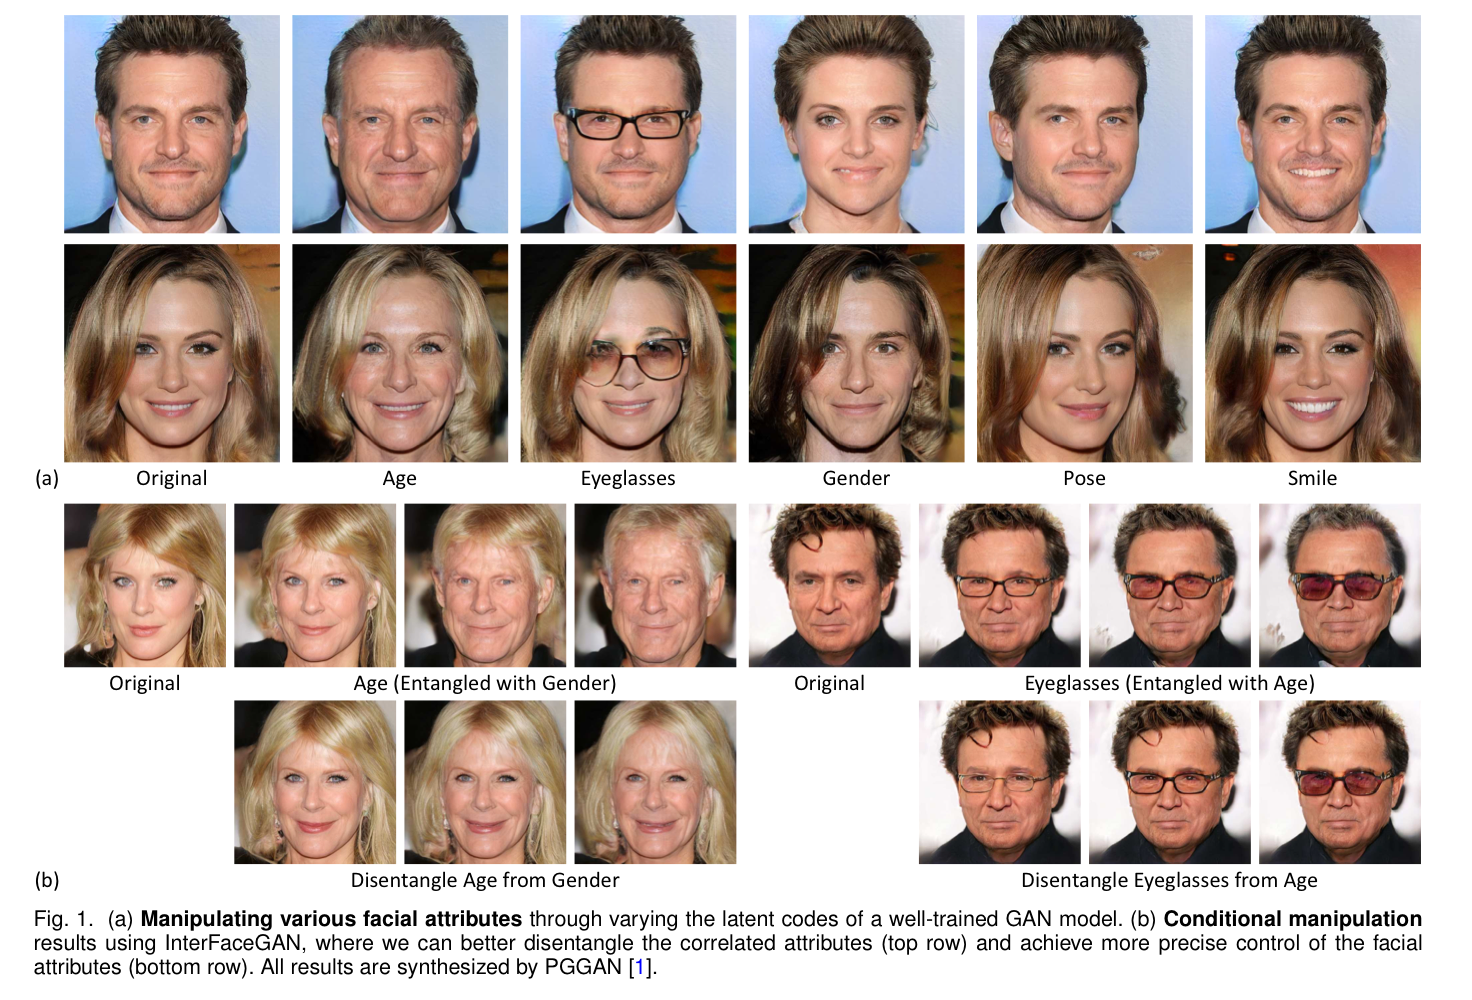 (a) Original Age Eyeglasses Gender Pose Smile
Original Age (Entangled with Gender) Original Eyeglasses (Entangled with Age)
(b) Disentangle Age from Gender Disentangle Eyeglasses from Age
Fig. 1. (a) Manipulating various facial attributes through varying the latent codes of a well-trained GAN model. (b) Conditional manipulation
results using InterFaceGAN, where we can better disentangle the correlated attributes (top row) and achieve more precise control of the facial
attributes (bottom row). All results are synthesized by PGGAN [1].